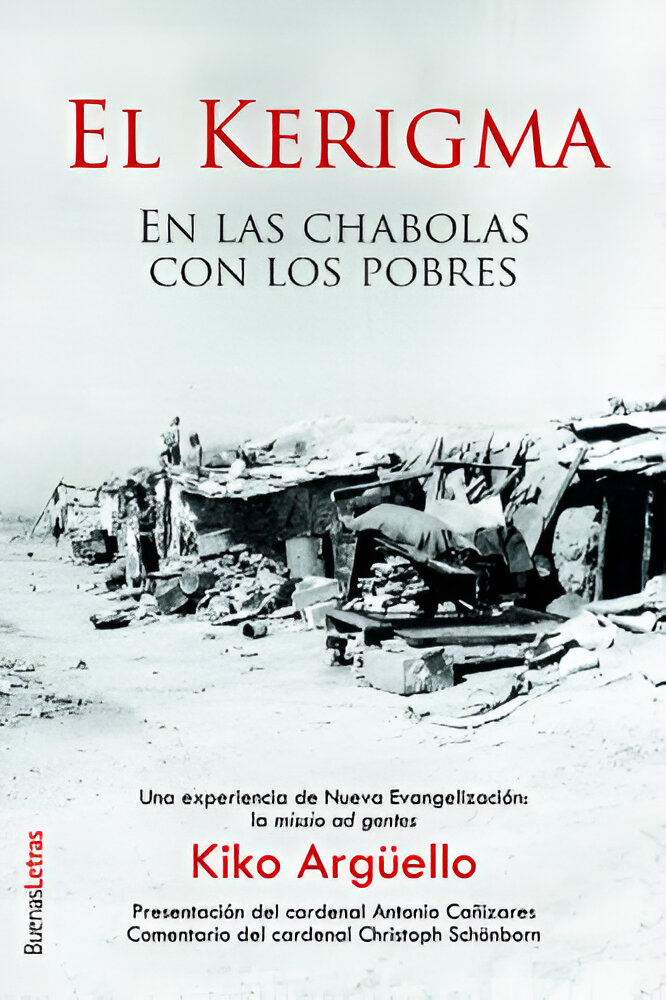 EL KERIGMA
EN LAS CHABOLAS
CON LOS POBRES
Una experiencia de Nueva Evangelización:
la missio ad gentes
Kiko Argüello
Presentación del cardenal Antonio Cañizares
Comentario del cardenal Christoph Schönborn
BuenasLetras